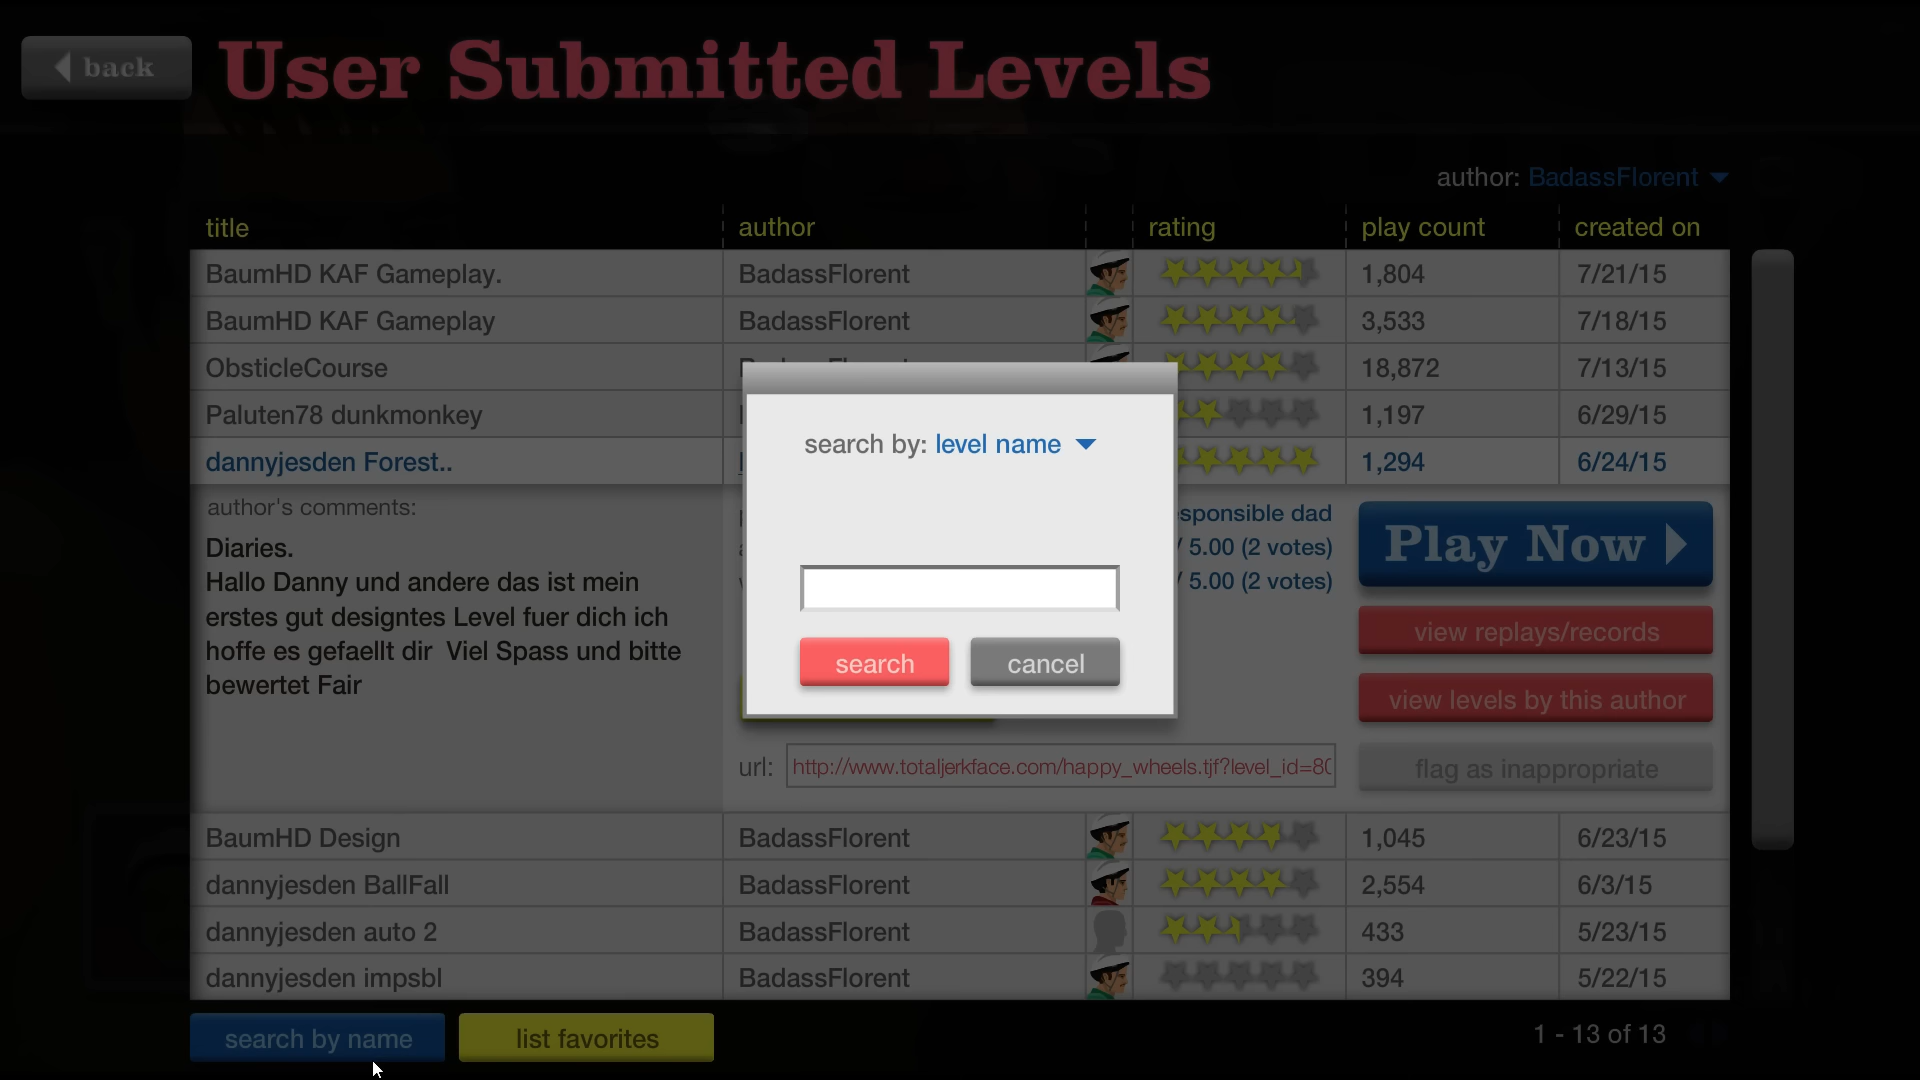 back
User Submitted Levels
author: BadassFlorent
title author rating play count created on
BaumHD KAF Gameplay. BadassFlorent 1,804 7/21/15
BaumHD KAF Gameplay BadassFlorent 3,533 7/18/15
ObsticleCourse 18,872 7/13/15
Paluten78 dunkmonkey 1,197 6/29/15
dannyjesden Forest.. 1,294 6/24/15
search by: level name
search cancel
author's comments:
Diaries.
Hallo Danny und andere das ist mein
erstes gut designtes Level fuer dich ich
hoffe es gefaellt dir Viel Spass und bitte
bewertet Fair
dad
/ 5.00 (2 votes)
/ 5.00 (2 votes)
Play Now
view replays/records
view levels by this author
flag as inappropriate
url: http://www.totaljerkface.com/happy_wheels.tjf?level_id=80
BaumHD Design BadassFlorent 1,045 6/23/15
dannyjesden BallFall BadassFlorent 2,554 6/3/15
dannyjesden auto 2 BadassFlorent 433 5/23/15
dannyjesden impsbl BadassFlorent 394 5/22/15
search by name list favorites 1 - 13 of 13